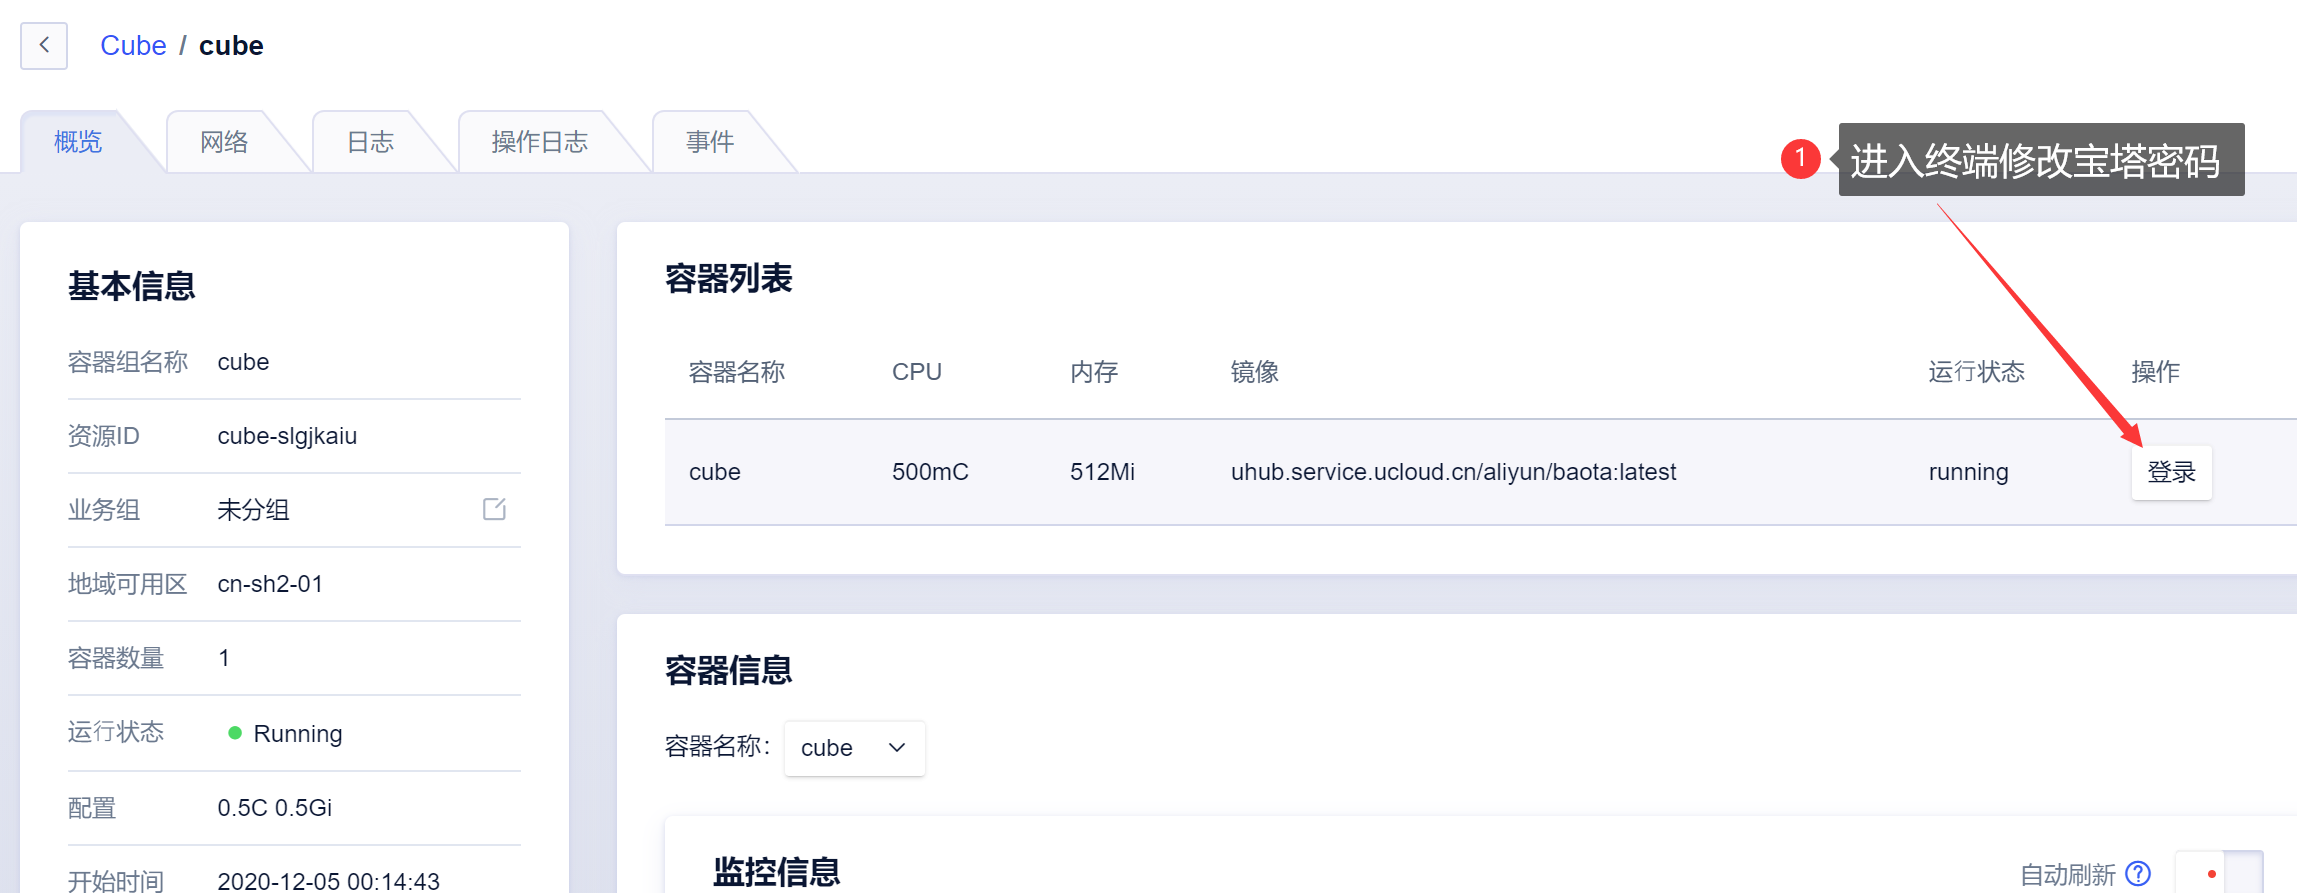 Cube / cube
概览
网络
日志
操作日志
事件
1
进入终端修改宝塔密码
基本信息
容器组名称 cube
资源ID cube-slgjkaiu
业务组 未分组
地域可用区 cn-sh2-01
容器数量 1
运行状态 Running
配置 0.5C 0.5Gi
开始时间 2020-12-05 00:14:43
容器列表
容器名称 CPU 内存 镜像 运行状态 操作
cube 500mC 512Mi uhub.service.ucloud.cn/aliyun/baota:latest running 登录
容器信息
容器名称： cube
监控信息
自动刷新 ?